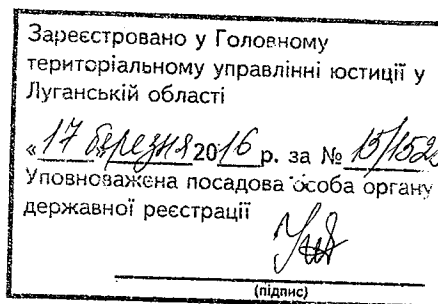 Зареєстровано у Головному
територіальному управлінні юстиції у
Луганській області
«17 березня 2016 р. за № 15/152
Уповноважена посадова особа органу
державної реєстрації
(підпис)